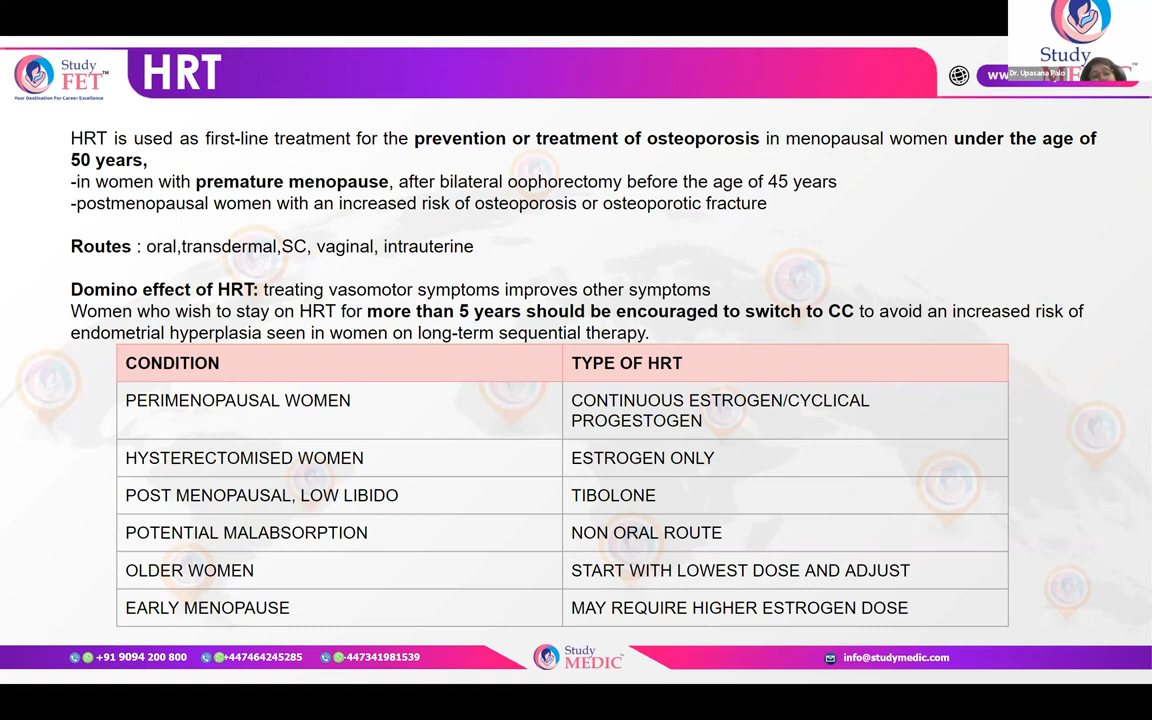 Study
Study
FET™
Your Destination For Career Excellence
HRT
ww
Dr. Upasana Palo
HRT is used as first-line treatment for the prevention or treatment of osteoporosis in menopausal women under the age of
50 years,
-in women with premature menopause, after bilateral oophorectomy before the age of 45 years
-postmenopausal women with an increased risk of osteoporosis or osteoporotic fracture
Routes : oral,transdermal,SC, vaginal, intrauterine
Domino effect of HRT: treating vasomotor symptoms improves other symptoms
Women who wish to stay on HRT for more than 5 years should be encouraged to switch to CC to avoid an increased risk of
endometrial hyperplasia seen in women on long-term sequential therapy.
CONDITION TYPE OF HRT
PERIMENOPAUSAL WOMEN CONTINUOUS ESTROGEN/CYCLICAL
PROGESTOGEN
HYSTERECTOMISED WOMEN ESTROGEN ONLY
POST MENOPAUSAL, LOW LIBIDO TIBOLONE
POTENTIAL MALABSORPTION NON ORAL ROUTE
OLDER WOMEN START WITH LOWEST DOSE AND ADJUST
EARLY MENOPAUSE MAY REQUIRE HIGHER ESTROGEN DOSE
+91 9094 200 800 +447464245285 -447341981539 Study info@studymedic.com
MEDIC™